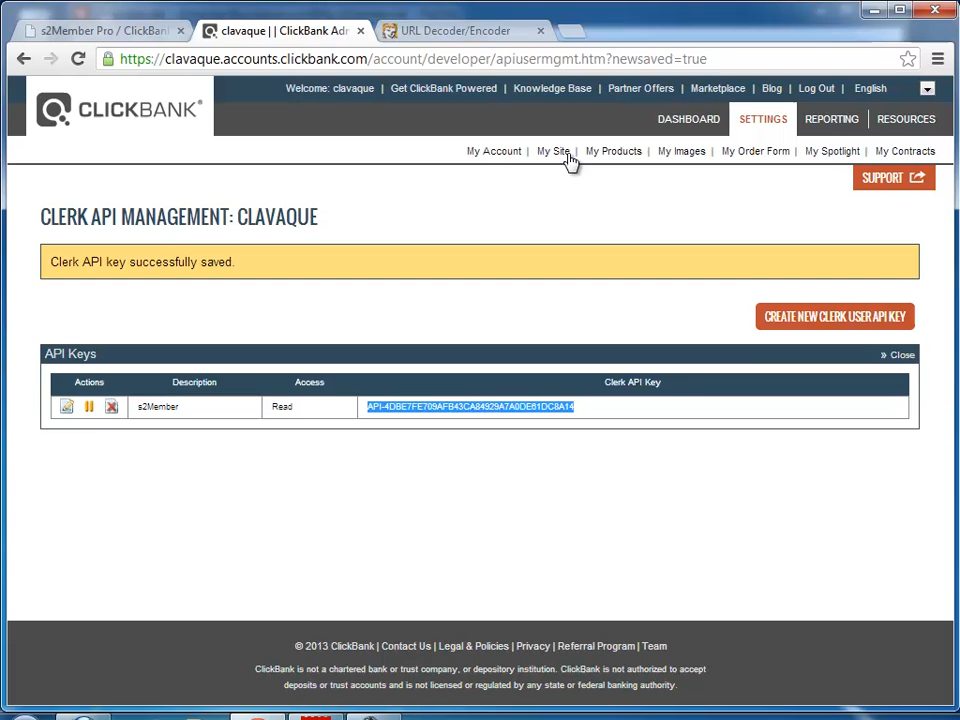 s2Member Pro / ClickBan
clavaque | | ClickBank Adr
URL Decoder/Encoder
https://clavaque.accounts.clickbank.com/account/developer/apiusermgmt.htm?newsaved=true
Welcome: clavaque | Get ClickBank Powered | Knowledge Base | Partner Offers | Marketplace | Blog | Log Out | English
CLICKBANK®
DASHBOARD SETTINGS REPORTING RESOURCES
My Account | My Site | My Products | My Images | My Order Form | My Spotlight | My Contracts
SUPPORT
CLERK API MANAGEMENT: CLAVAQUE
Clerk API key successfully saved.
CREATE NEW CLERK USER API KEY
API Keys » Close
Actions Description Access Clerk API Key
s2Member Read API-4DBE7FE709AFB43CA84929A7A0DE61DC8A14
© 2013 ClickBank | Contact Us | Legal & Policies | Privacy | Referral Program | Team
ClickBank is not a chartered bank or trust company, or depository institution. ClickBank is not authorized to accept
deposits or trust accounts and is not licensed or regulated by any state or federal banking authority.